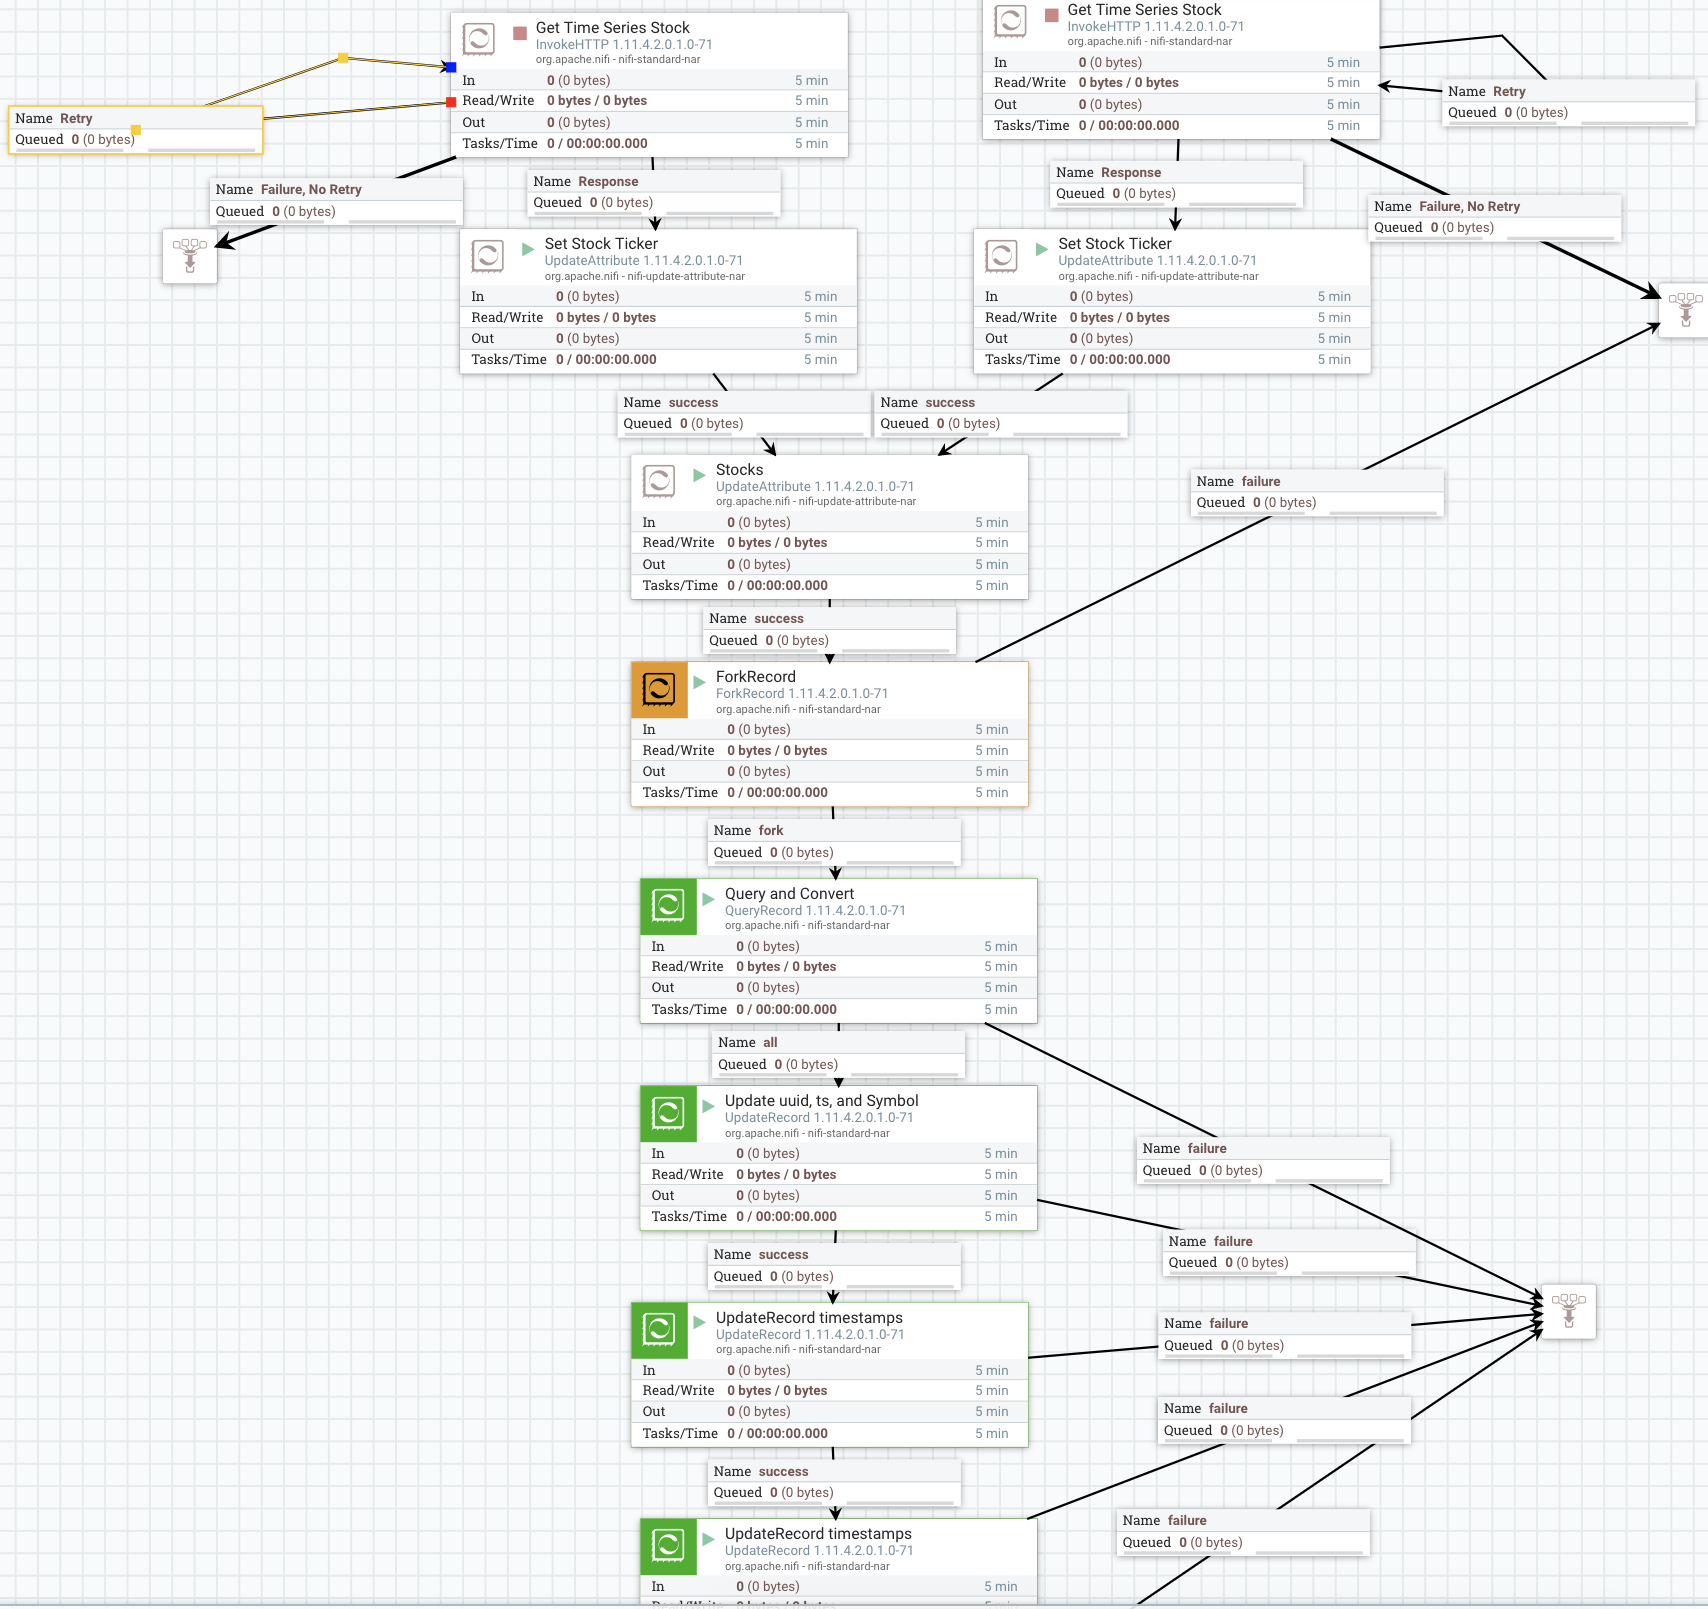 Get Time Series Stock
InvokeHTTP 1.11.4.2.0.1.0-71
org.apache.nifi - nifi-standard-nar
In 0 (0 bytes) 5 min
Read/Write 0 bytes / 0 bytes 5 min
Out 0 (0 bytes) 5 min
Tasks/Time 0 / 00:00:00.000 5 min
Get Time Series Stock
InvokeHTTP 1.11.4.2.0.1.0-71
org.apache.nifi - nifi-standard-nar
In 0 (0 bytes) 5 min
Read/Write 0 bytes / 0 bytes 5 min
Out 0 (0 bytes) 5 min
Tasks/Time 0 / 00:00:00.000 5 min
Name Retry
Queued 0 (0 bytes)
Name Retry
Queued 0 (0 bytes)
Name Failure, No Retry
Queued 0 (0 bytes)
Name Response
Queued 0 (0 bytes)
Name Response
Queued 0 (0 bytes)
Name Failure, No Retry
Queued 0 (0 bytes)
Set Stock Ticker
UpdateAttribute 1.11.4.2.0.1.0-71
org.apache.nifi - nifi-update-attribute-nar
In 0 (0 bytes) 5 min
Read/Write 0 bytes / 0 bytes 5 min
Out 0 (0 bytes) 5 min
Tasks/Time 0 / 00:00:00.000 5 min
Set Stock Ticker
UpdateAttribute 1.11.4.2.0.1.0-71
org.apache.nifi - nifi-update-attribute-nar
In 0 (0 bytes) 5 min
Read/Write 0 bytes / 0 bytes 5 min
Out 0 (0 bytes) 5 min
Tasks/Time 0 / 00:00:00.000 5 min
Name success
Queued 0 (0 bytes)
Name success
Queued 0 (0 bytes)
Stocks
UpdateAttribute 1.11.4.2.0.1.0-71
org.apache.nifi - nifi-update-attribute-nar
In 0 (0 bytes) 5 min
Read/Write 0 bytes / 0 bytes 5 min
Out 0 (0 bytes) 5 min
Tasks/Time 0 / 00:00:00.000 5 min
Name failure
Queued 0 (0 bytes)
Name success
Queued 0 (0 bytes)
ForkRecord
ForkRecord 1.11.4.2.0.1.0-71
org.apache.nifi - nifi-standard-nar
In 0 (0 bytes) 5 min
Read/Write 0 bytes / 0 bytes 5 min
Out 0 (0 bytes) 5 min
Tasks/Time 0 / 00:00:00.000 5 min
Name fork
Queued 0 (0 bytes)
Query and Convert
QueryRecord 1.11.4.2.0.1.0-71
org.apache.nifi - nifi-standard-nar
In 0 (0 bytes) 5 min
Read/Write 0 bytes / 0 bytes 5 min
Out 0 (0 bytes) 5 min
Tasks/Time 0 / 00:00:00.000 5 min
Name all
Queued 0 (0 bytes)
Update uuid, ts, and Symbol
UpdateRecord 1.11.4.2.0.1.0-71
org.apache.nifi - nifi-standard-nar
In 0 (0 bytes) 5 min
Read/Write 0 bytes / 0 bytes 5 min
Out 0 (0 bytes) 5 min
Tasks/Time 0 / 00:00:00.000 5 min
Name failure
Queued 0 (0 bytes)
Name failure
Queued 0 (0 bytes)
Name success
Queued 0 (0 bytes)
UpdateRecord timestamps
UpdateRecord 1.11.4.2.0.1.0-71
org.apache.nifi - nifi-standard-nar
In 0 (0 bytes) 5 min
Read/Write 0 bytes / 0 bytes 5 min
Out 0 (0 bytes) 5 min
Tasks/Time 0 / 00:00:00.000 5 min
Name failure
Queued 0 (0 bytes)
Name failure
Queued 0 (0 bytes)
Name success
Queued 0 (0 bytes)
UpdateRecord timestamps
UpdateRecord 1.11.4.2.0.1.0-71
org.apache.nifi - nifi-standard-nar
In 0 (0 bytes) 5 min
Name failure
Queued 0 (0 bytes)